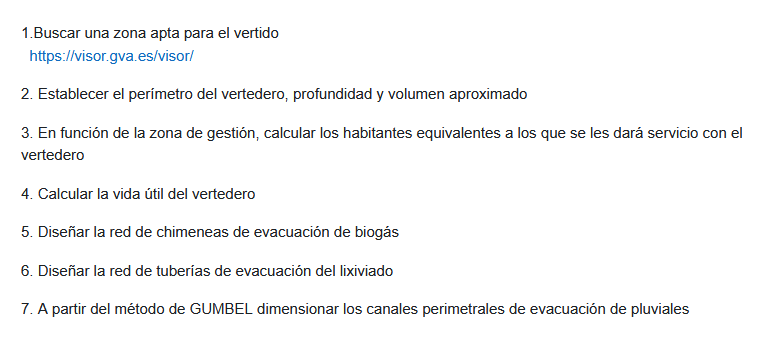 1.Buscar una zona apta para el vertido
https://visor.gva.es/visor/
2. Establecer el perímetro del vertedero, profundidad y volumen aproximado
3. En función de la zona de gestión, calcular los habitantes equivalentes a los que se les dará servicio con el
vertedero
4. Calcular la vida útil del vertedero
5. Diseñar la red de chimeneas de evacuación de biogás
6. Diseñar la red de tuberías de evacuación del lixiviado
7. A partir del método de GUMBEL dimensionar los canales perimetrales de evacuación de pluviales